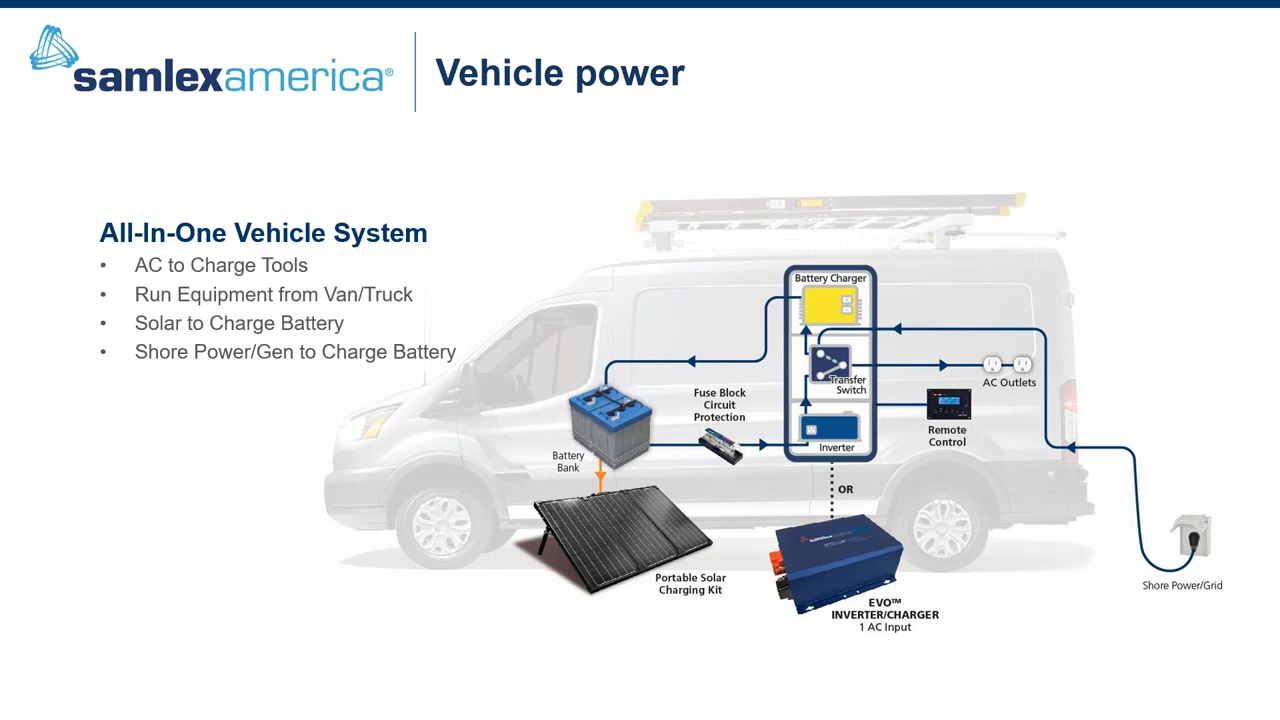 samlexamerica®
Vehicle power
All-In-One Vehicle System
• AC to Charge Tools
• Run Equipment from Van/Truck
• Solar to Charge Battery
• Shore Power/Gen to Charge Battery
Battery Charger
Transfer
Switch
AC Outlets
Fuse Block
Circuit
Protection
Remote
Control
Inverter
Battery
Bank
OR
Portable Solar
Charging Kit
EVO™
INVERTER/CHARGER
1 AC Input
Shore Power/Grid